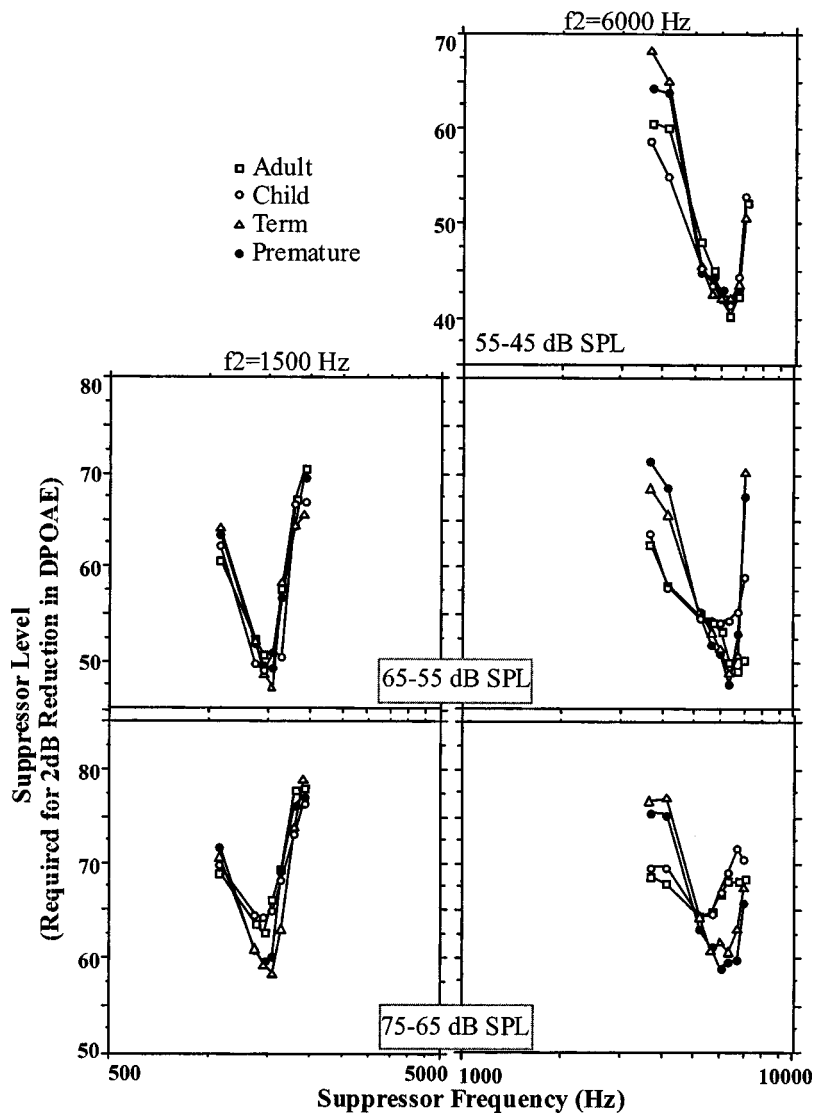 f2=6000 Hz
70
60
50
40
Adult
Child
Term
Premature
55-45 dB SPL
f2=1500 Hz
80
70
60
50
65-55 dB SPL
80
70
60
50
75-65 dB SPL
500
5000
1000
10000
Suppressor Frequency (Hz)
Suppressor Level
(Required for 2dB Reduction in DPOAE)